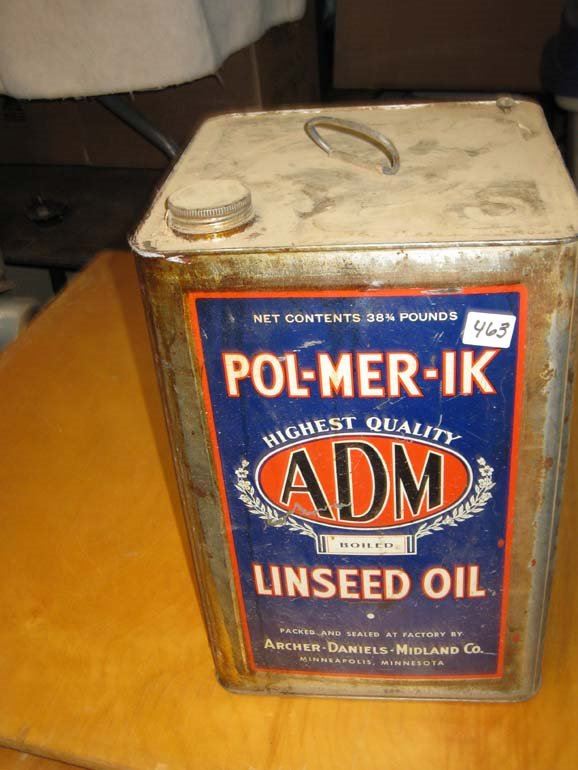 NET CONTENTS 38¾ POUNDS
463
POL-MER-IK
HIGHEST QUALITY
ADM
BOILED
LINSEED OIL
PACKED AND SEALED AT FACTORY BY
ARCHER-DANIELS-MIDLAND CO.
MINNEAPOLIS, MINNESOTA